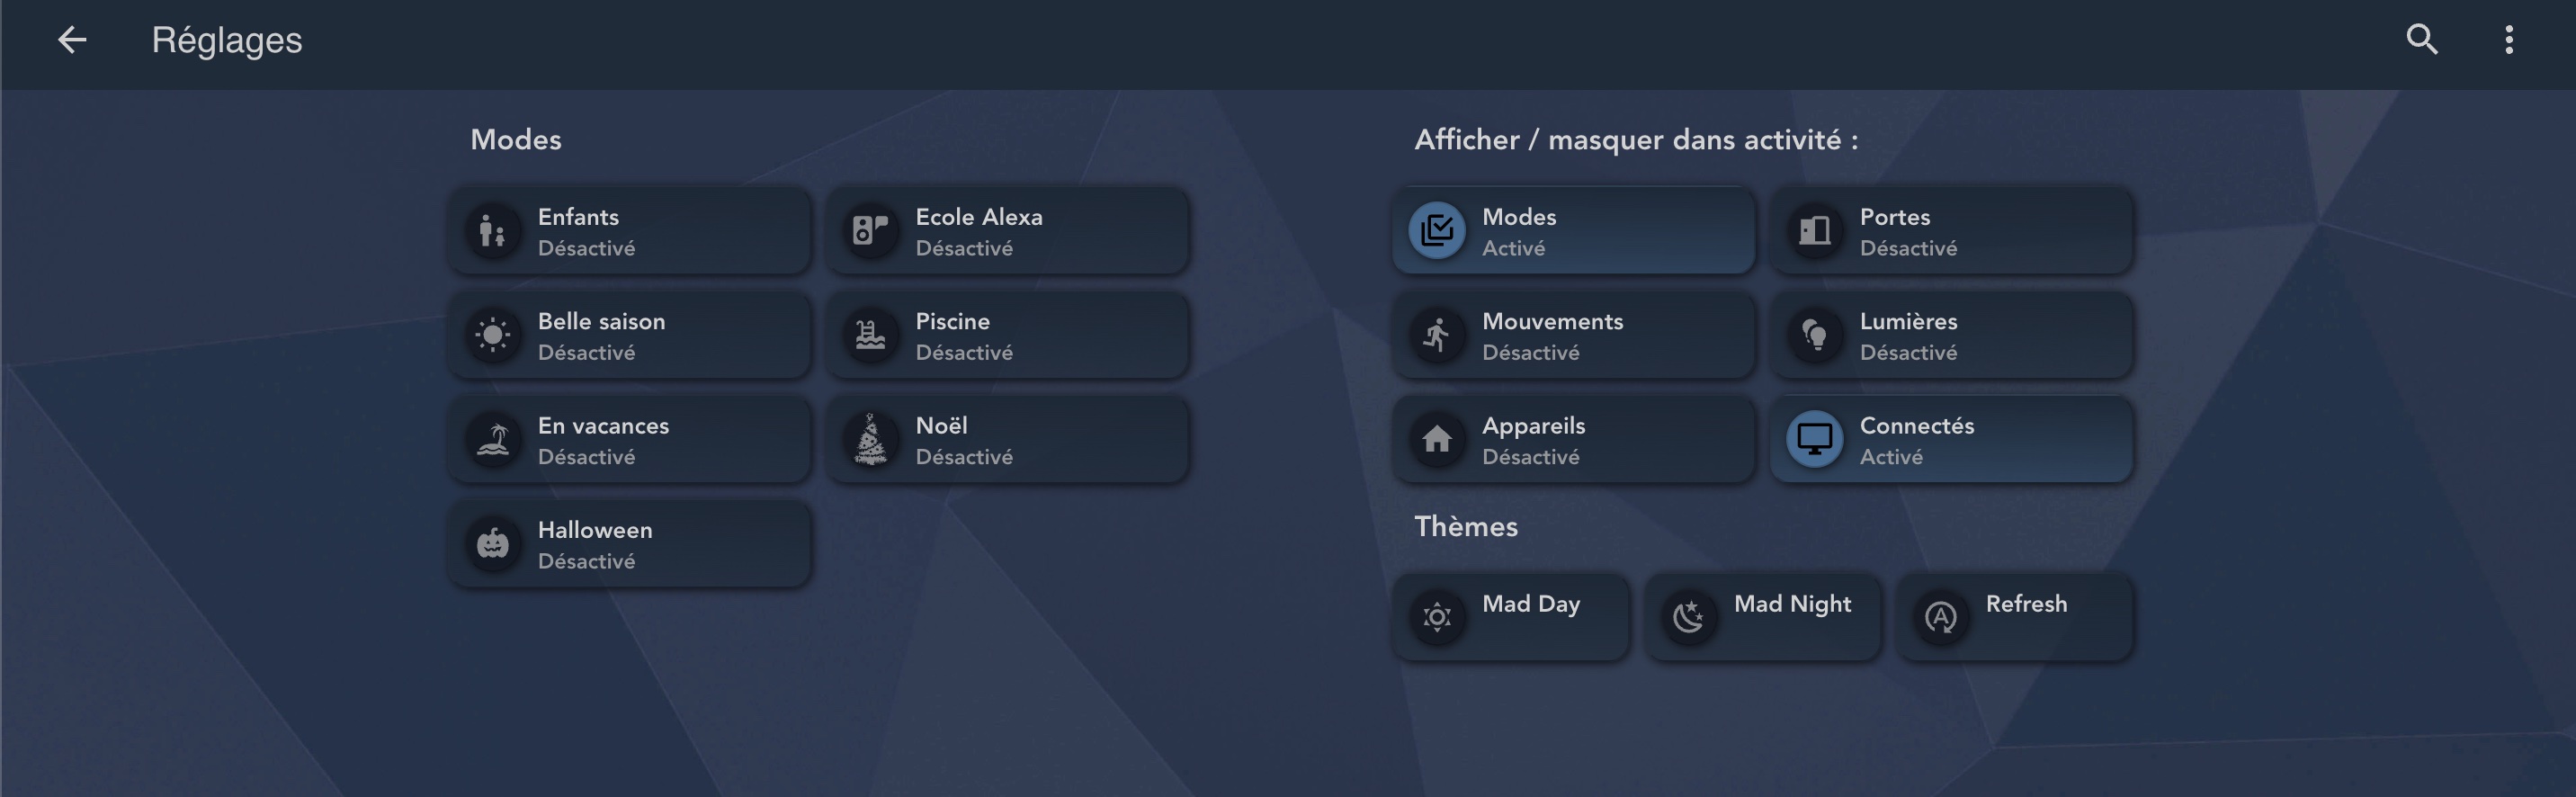 Réglages
Modes
Enfants
Désactivé
Ecole Alexa
Désactivé
Belle saison
Désactivé
Piscine
Désactivé
En vacances
Désactivé
Noël
Désactivé
Halloween
Désactivé
Afficher / masquer dans activité :
Modes
Activé
Portes
Désactivé
Mouvements
Désactivé
Lumières
Désactivé
Appareils
Désactivé
Connectés
Activé
Thèmes
Mad Day
Mad Night
Refresh